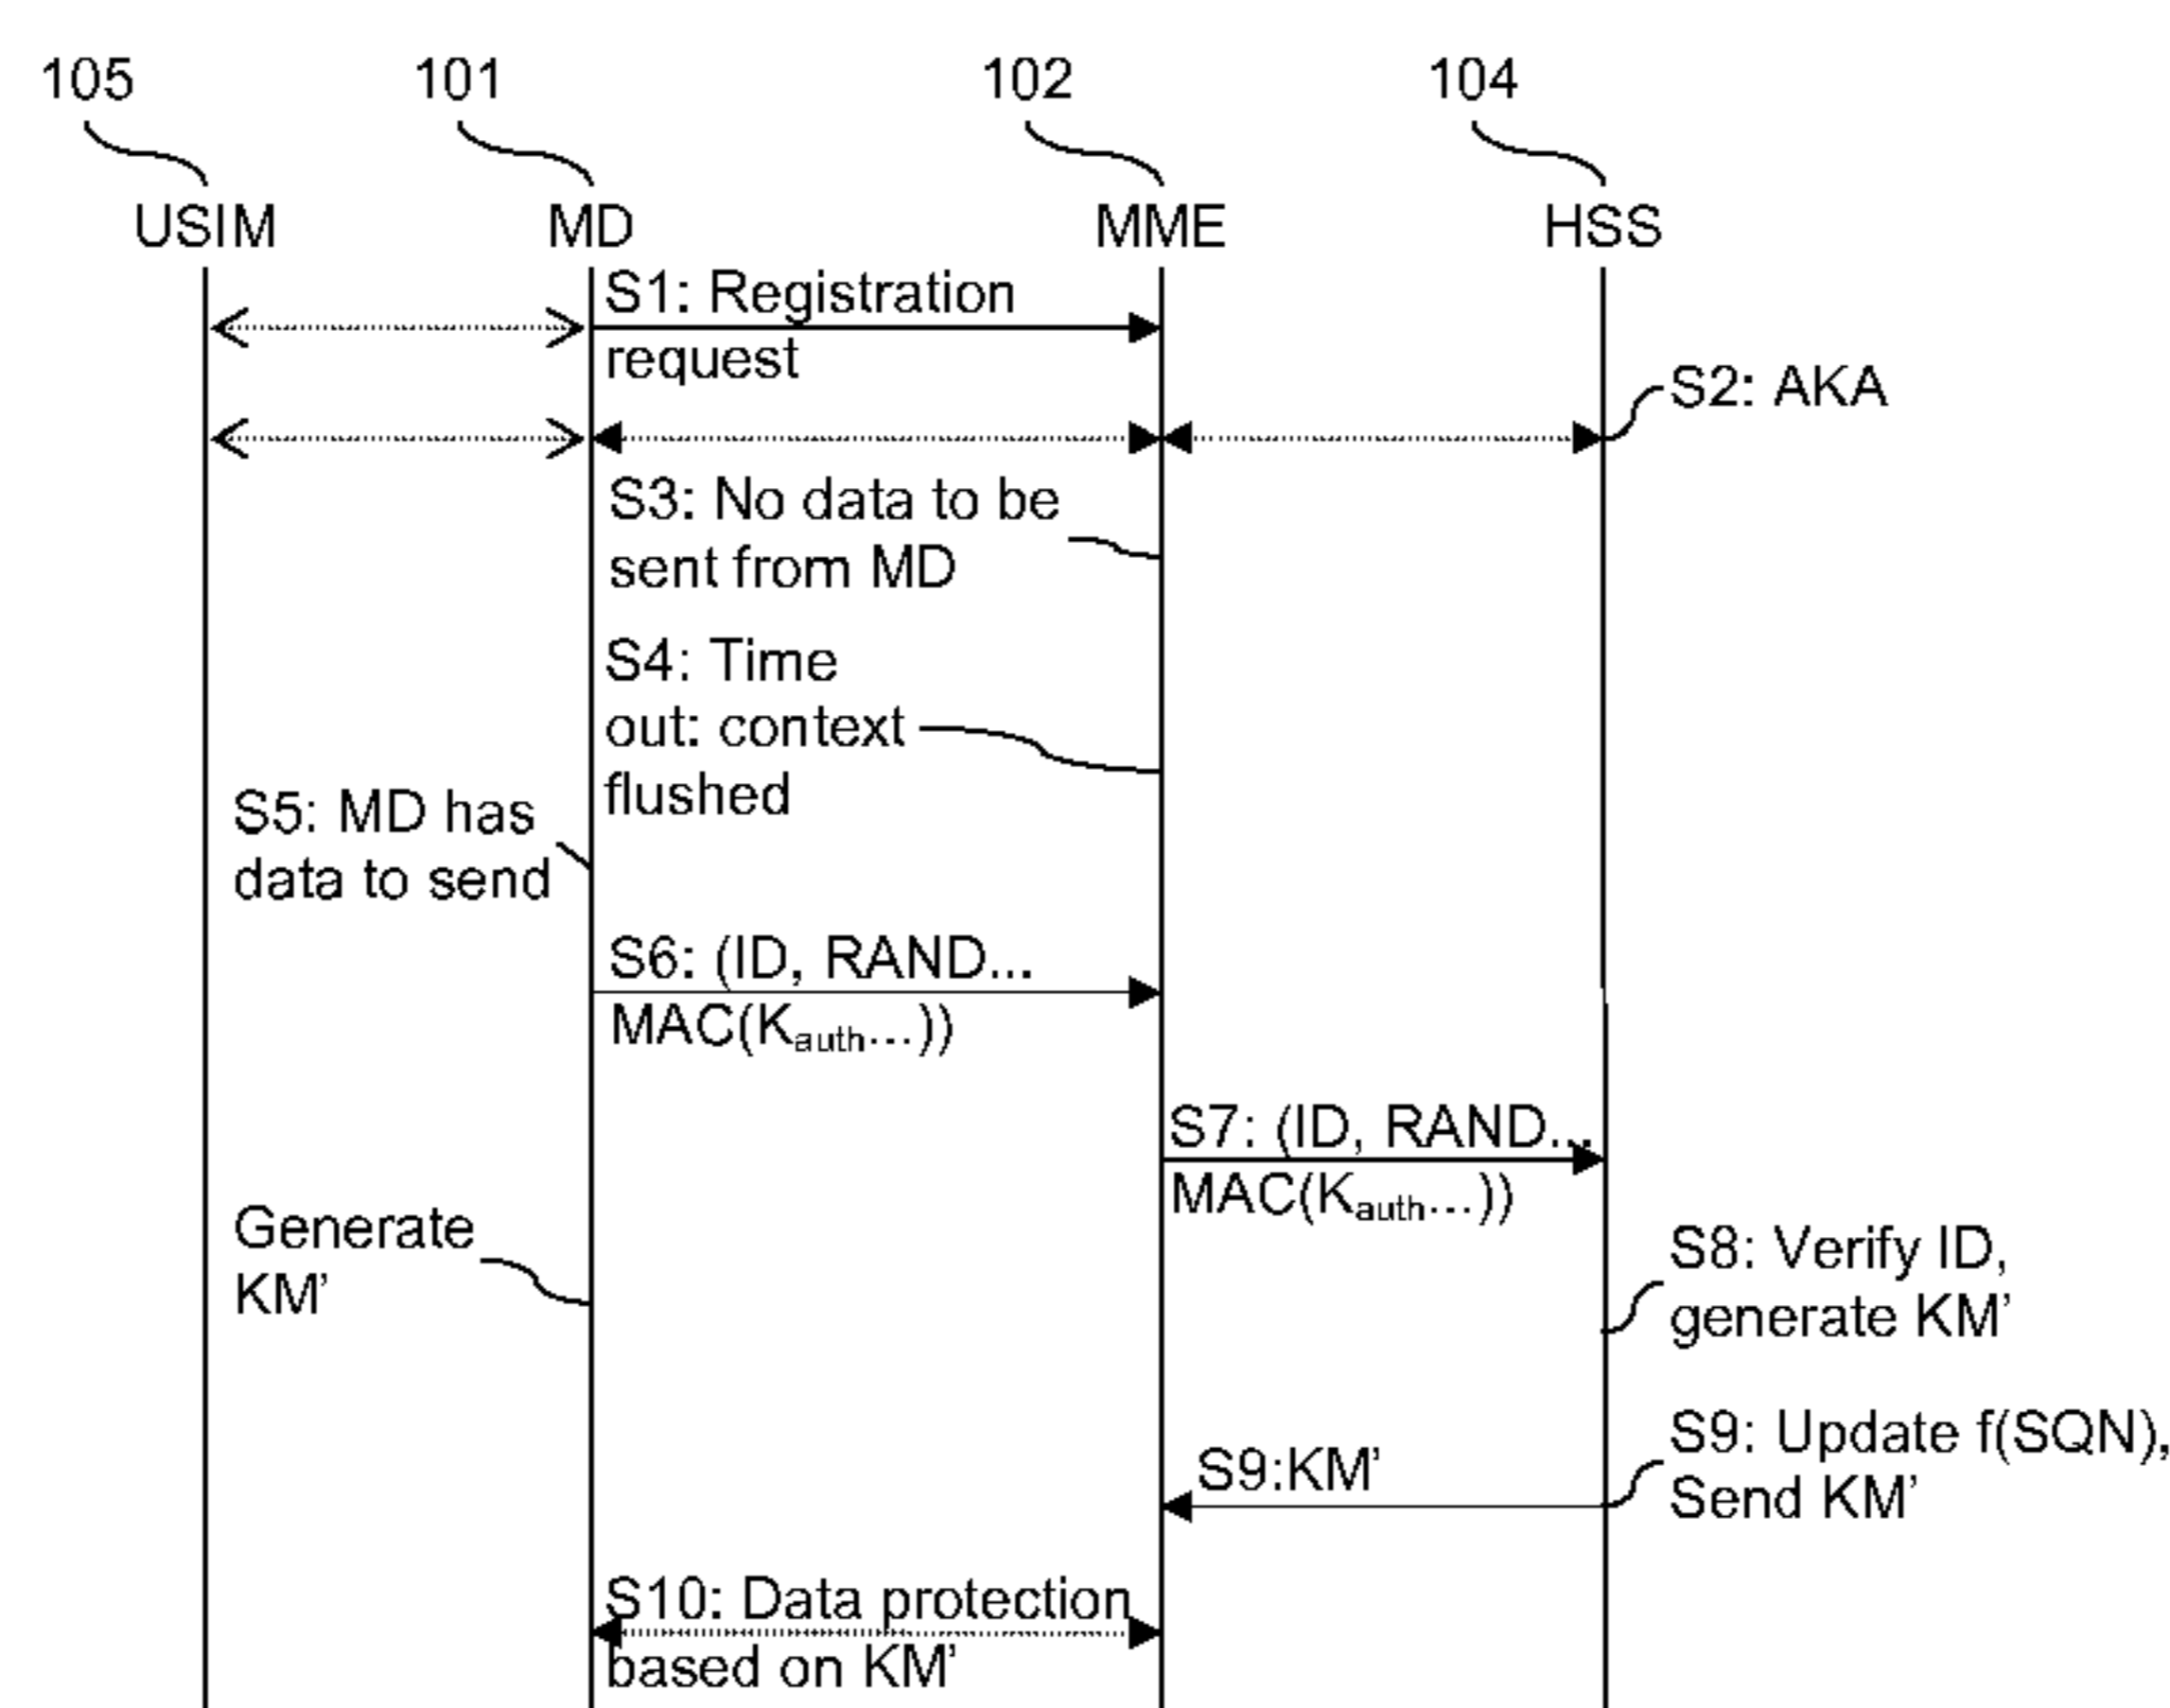 105
101
102
104
USIM
MD
MME
HSS
S1: Registration
request
S2: AKA
S3: No data to be
sent from MD
S4: Time
out: context
flushed
S5: MD has
data to send
S6: (ID, RAND...
MAC(Kauth...))
S7: (ID, RAND...
MAC(Kauth...))
Generate
KM’
S8: Verify ID,
generate KM’
S9: Update f(SQN),
Send KM’
S9:KM’
S10: Data protection
based on KM’